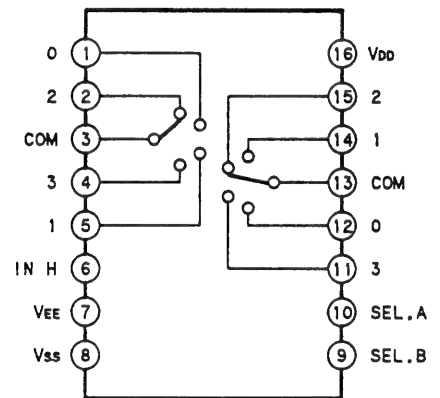 0 1 16 VDD
2 2 15 2
COM 3 14 1
3 4 13 COM
1 5 12 0
IN H 6 11 3
VEE 7 10 SEL.A
VSS 8 9 SEL.B